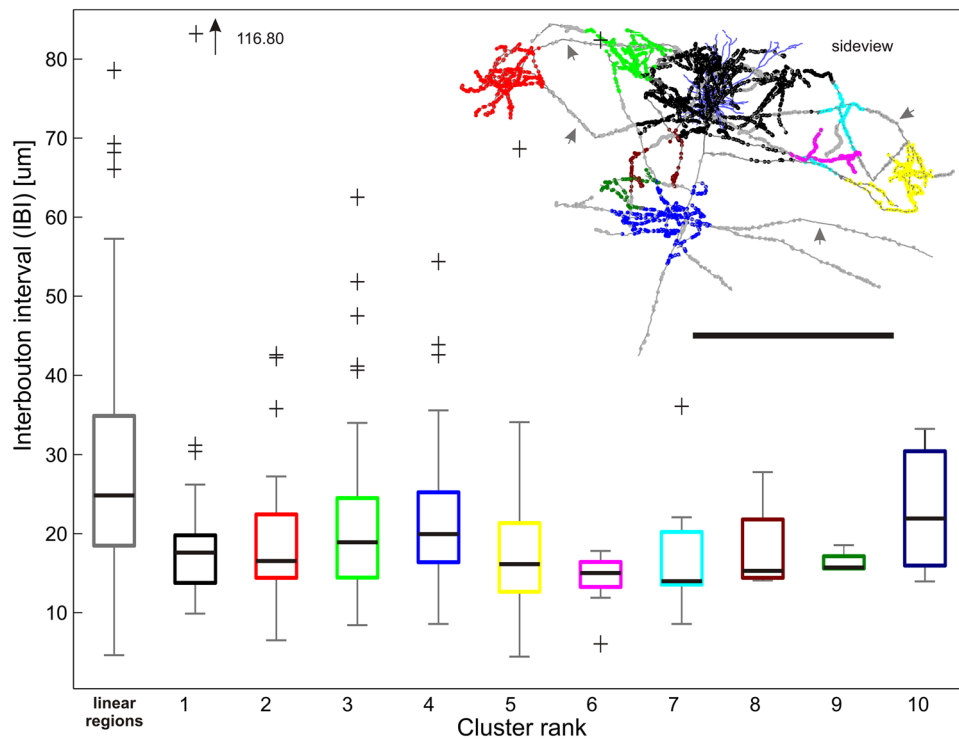 116.80
sideview
Interbouton interval (IBI) [um]
80
70
60
50
40
30
20
10
linear
regions
1 2 3 4 5 6 7 8 9 10
Cluster rank